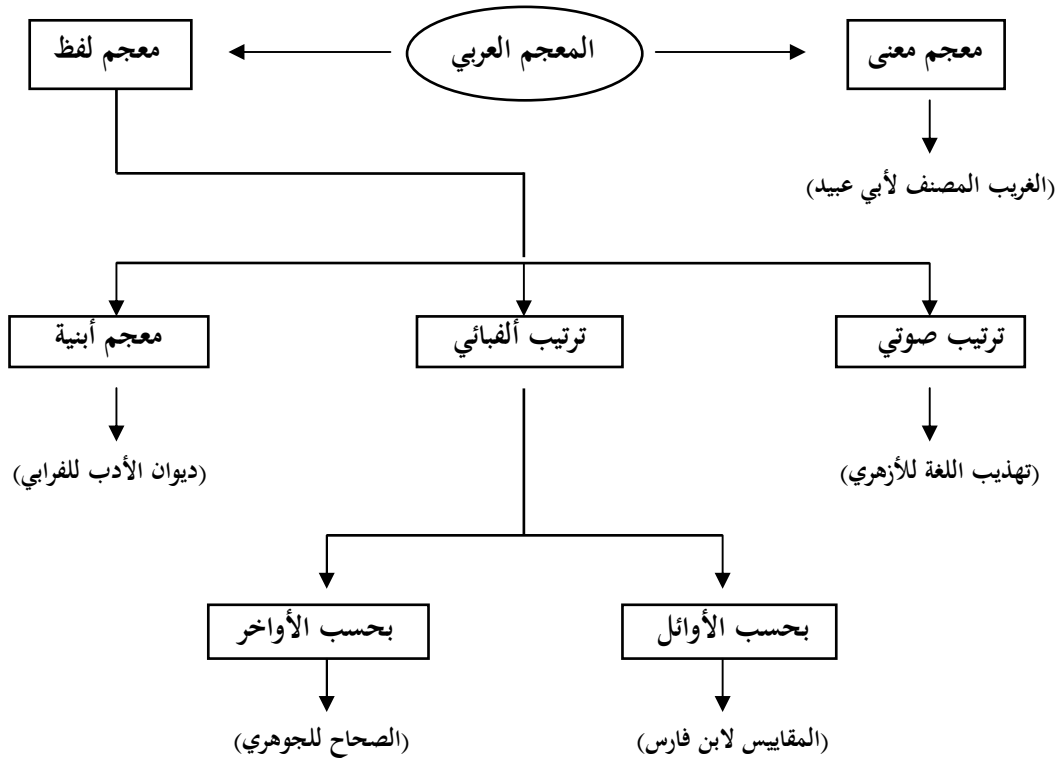 معجم معنى
المعجم العربي
معجم لفظ
(الغريب المصنف لأبي عبيد)
ترتيب صوتي
ترتيب ألفبائي
معجم أبنية
(تهذيب اللغة للأزهري)
(ديوان الأدب للفرابي)
بحسب الأوائل
بحسب الأواخر
(المقاييس لابن فارس)
(الصحاح للجوهري)